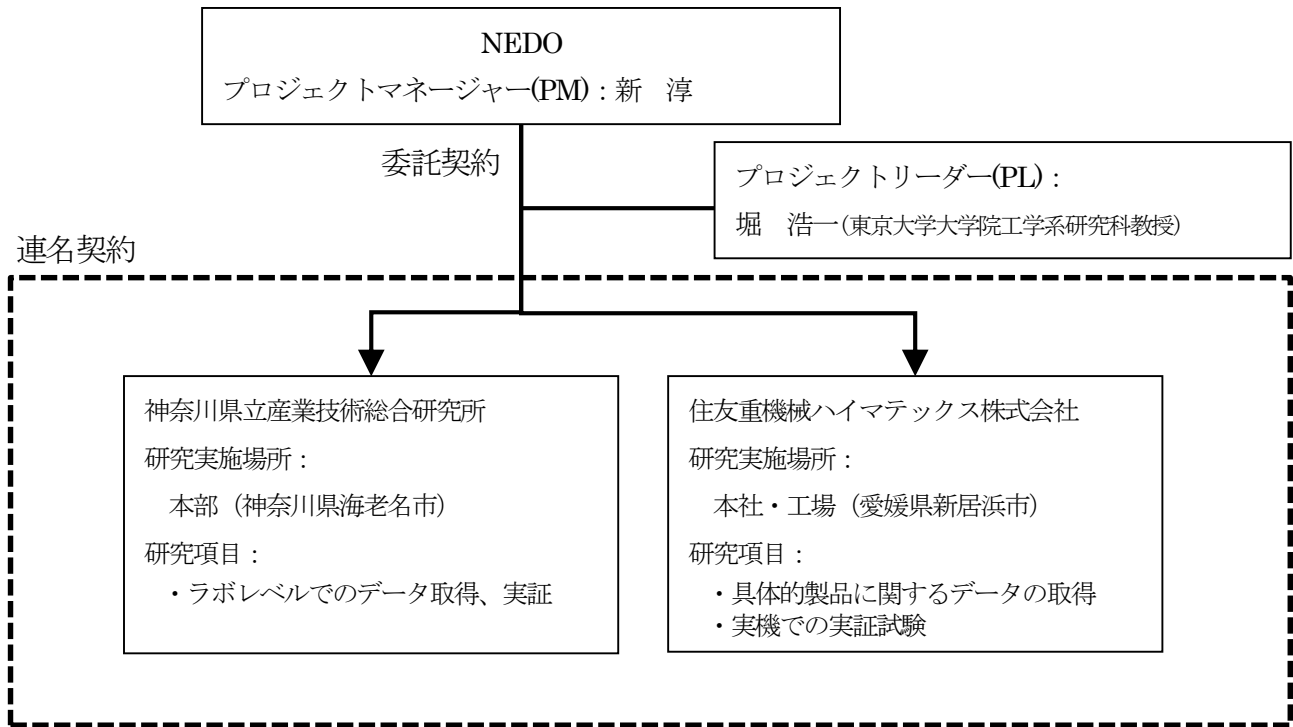 NEDO
プロジェクトマネージャー(PM)：新　淳
委託契約
プロジェクトリーダー(PL)：
堀　浩一(東京大学大学院工学系研究科教授)
連名契約
神奈川県立産業技術総合研究所
研究実施場所：
本部（神奈川県海老名市）
研究項目：
・ラボレベルでのデータ取得、実証
住友重機械ハイマテックス株式会社
研究実施場所：
本社・工場（愛媛県新居浜市）
研究項目：
・具体的製品に関するデータの取得
・実機での実証試験